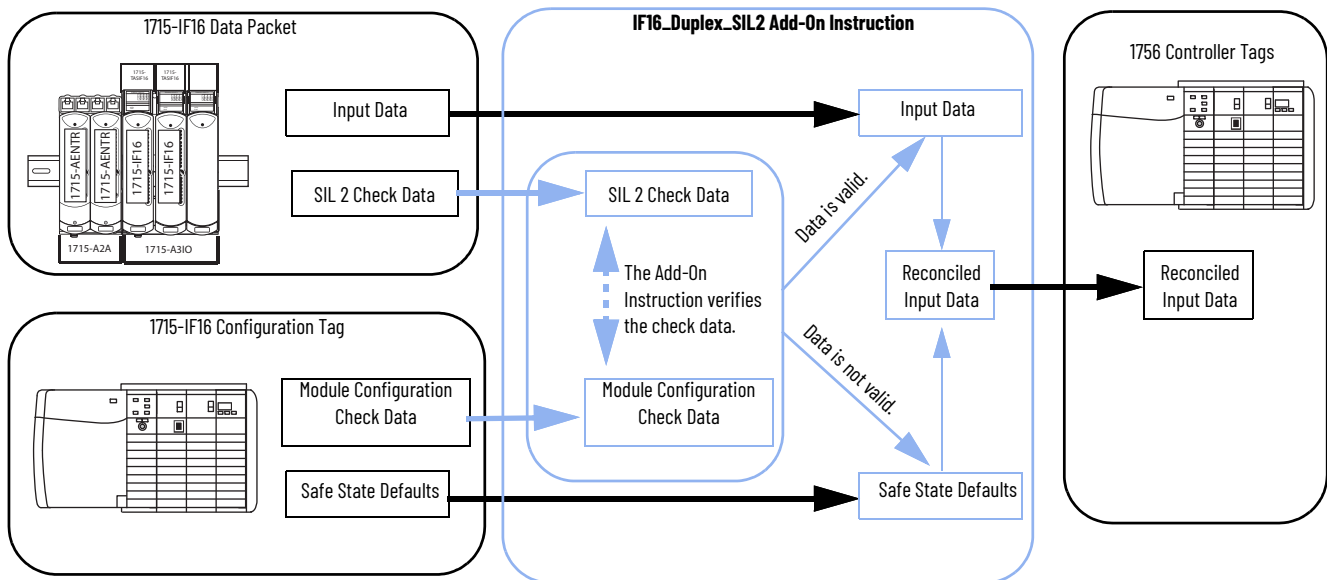 1715-IF16 Data Packet
1715-
TASIF16
1715-
TASIF16
1715-AENTR
1715-AENTR
1715-IF16
1715-IF16
1715-A2A
1715-A3IO
Input Data
SIL 2 Check Data
1715-IF16 Configuration Tag
Module Configuration
Check Data
Safe State Defaults
IF16_Duplex_SIL2 Add-On Instruction
SIL 2 Check Data
The Add-On
Instruction verifies
the check data.
Module Configuration
Check Data
Data is valid.
Data is not valid.
Input Data
Reconciled
Input Data
Safe State Defaults
1756 Controller Tags
Reconciled
Input Data